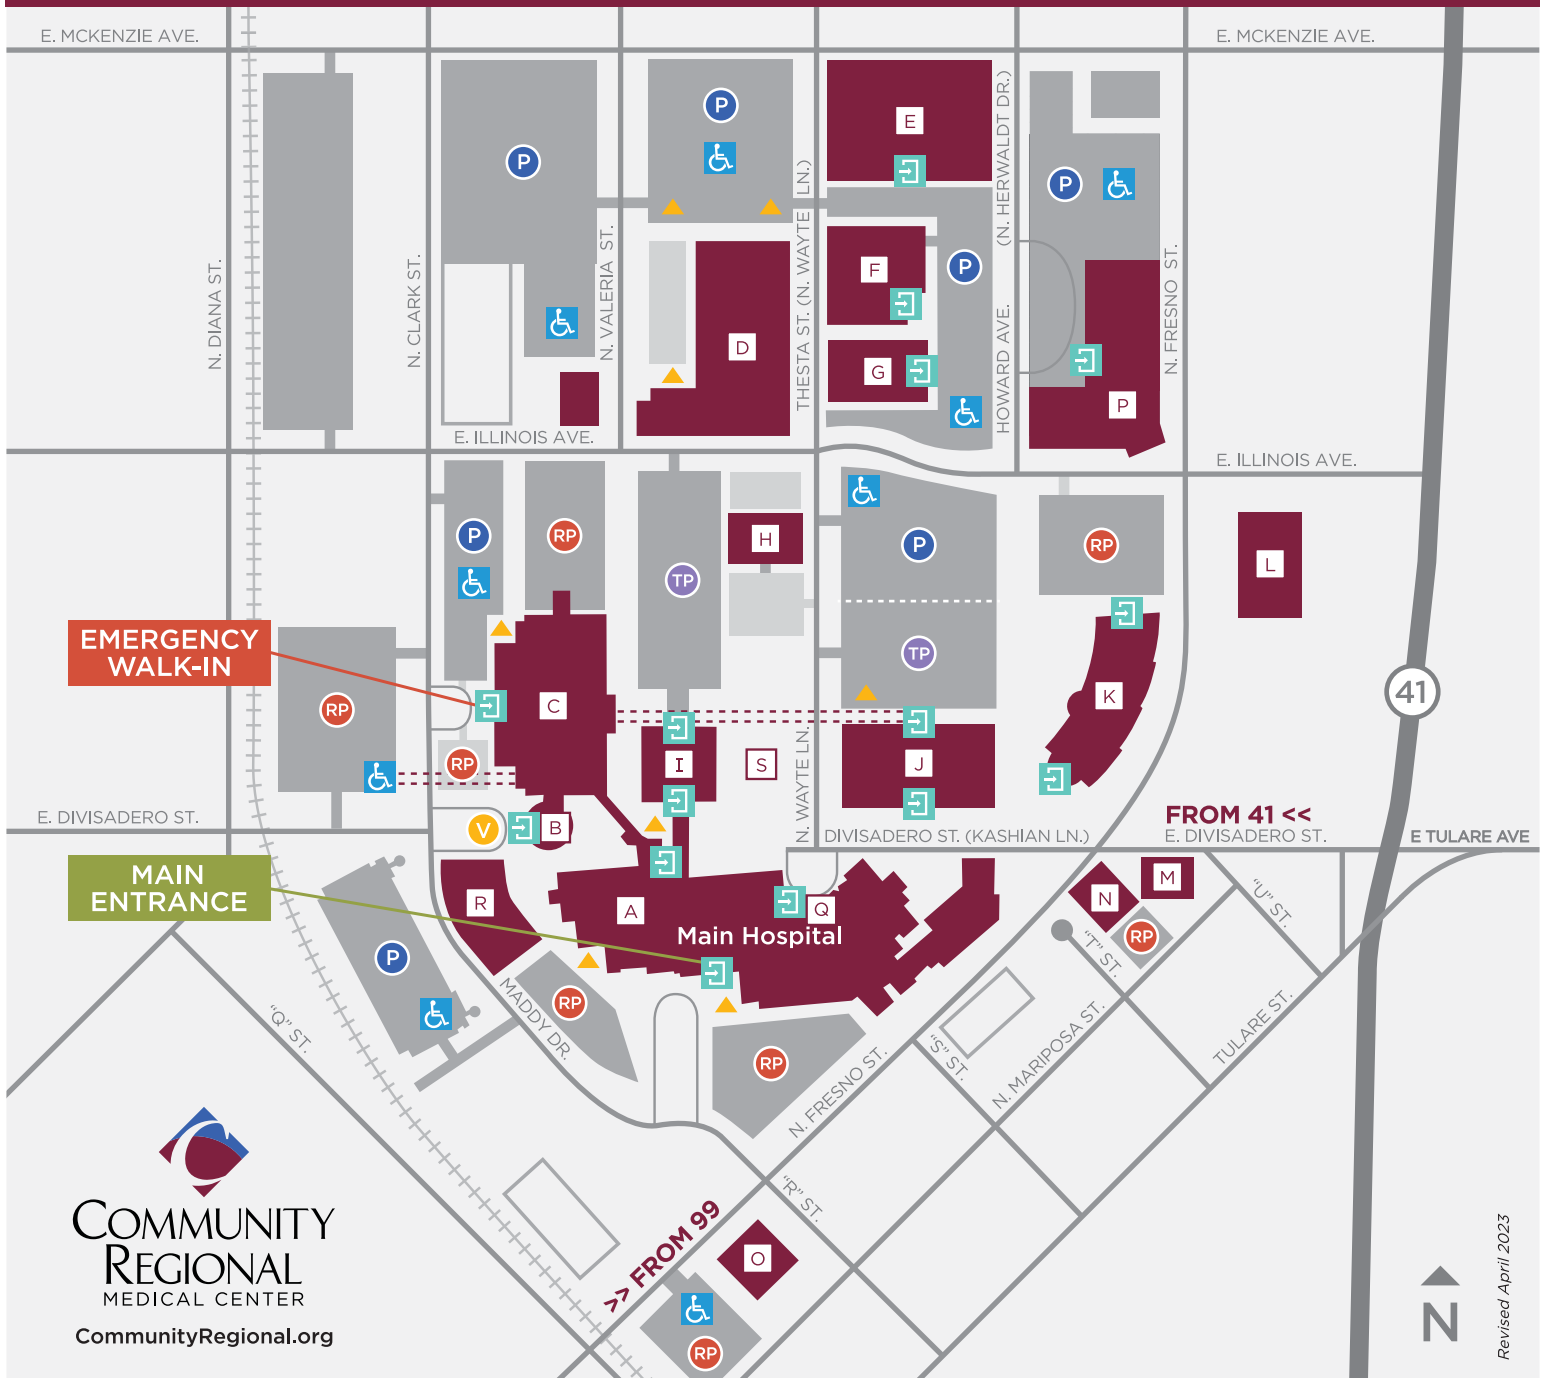 E. MCKENZIE AVE.
E. MCKENZIE AVE.
P
P
E
(N. HERWALDT DR.)
P
N. DIANA ST.
N. CLARK ST.
N. VALERIA ST.
THESTA ST. (N. WAYTE LN.)
F
P
HOWARD AVE.
N. FRESNO ST.
D
G
P
E. ILLINOIS AVE.
E. ILLINOIS AVE.
P
RP
TP
H
P
RP
L
TP
EMERGENCY
WALK-IN
RP
C
K
41
RP
I
S
N. WAYTE LN.
J
E. DIVISADERO ST.
V
B
DIVISADERO ST. (KASHIAN LN.)
FROM 41 <<
E. DIVISADERO ST.
E TULARE AVE
MAIN
ENTRANCE
R
A
Q
Main Hospital
N
M
RP
"U" ST.
"T" ST.
P
RP
MADDY DR.
"Q" ST.
RP
N. FRESNO ST.
"S" ST.
N. MARIPOSA ST.
TULARE ST.
"R" ST.
>> FROM 99
O
RP
COMMUNITY
REGIONAL
MEDICAL CENTER
CommunityRegional.org
N
Revised April 2023